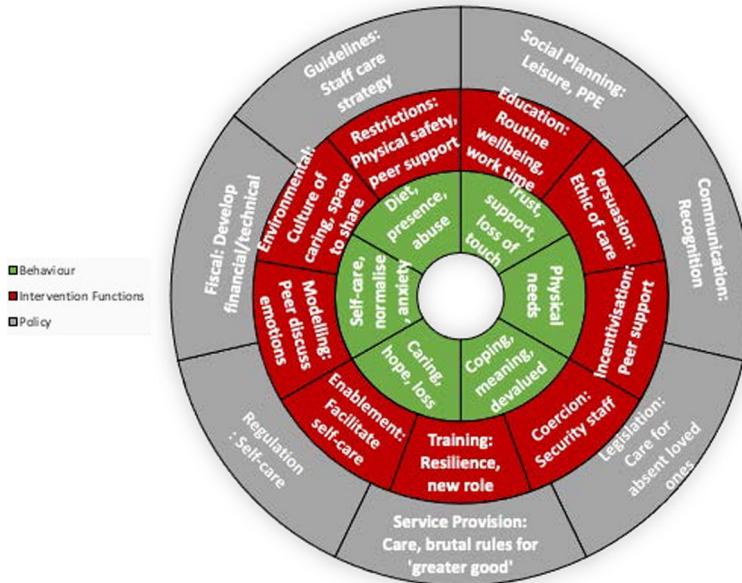 Behaviour
Intervention Functions
Policy
Guidelines:
Staff care
strategy
Social Planning:
Leisure, PPE
Communication:
Recognition
Legislation:
Care for
absent loved
ones
Service Provision:
Care, brutal rules for
'greater good'
Regulation
: Self-care
Fiscal: Develop
financial/technical
Restrictions:
Physical safety,
peer support
Education:
Routine
wellbeing,
work time
Persuasion:
Ethic of care
Incentivisation:
Peer support
Coercion:
Security staff
Training:
Resilience,
new role
Enablement:
Facilitate
self-care
Modelling:
Peer discuss
emotions
Environmental:
Culture of
caring, space
to share
Diet,
presence,
abuse
Trust,
support,
loss of
touch
Physical
needs
Coping,
meaning,
devalued
Caring,
hope, loss
Self-care,
normalise
, anxiety